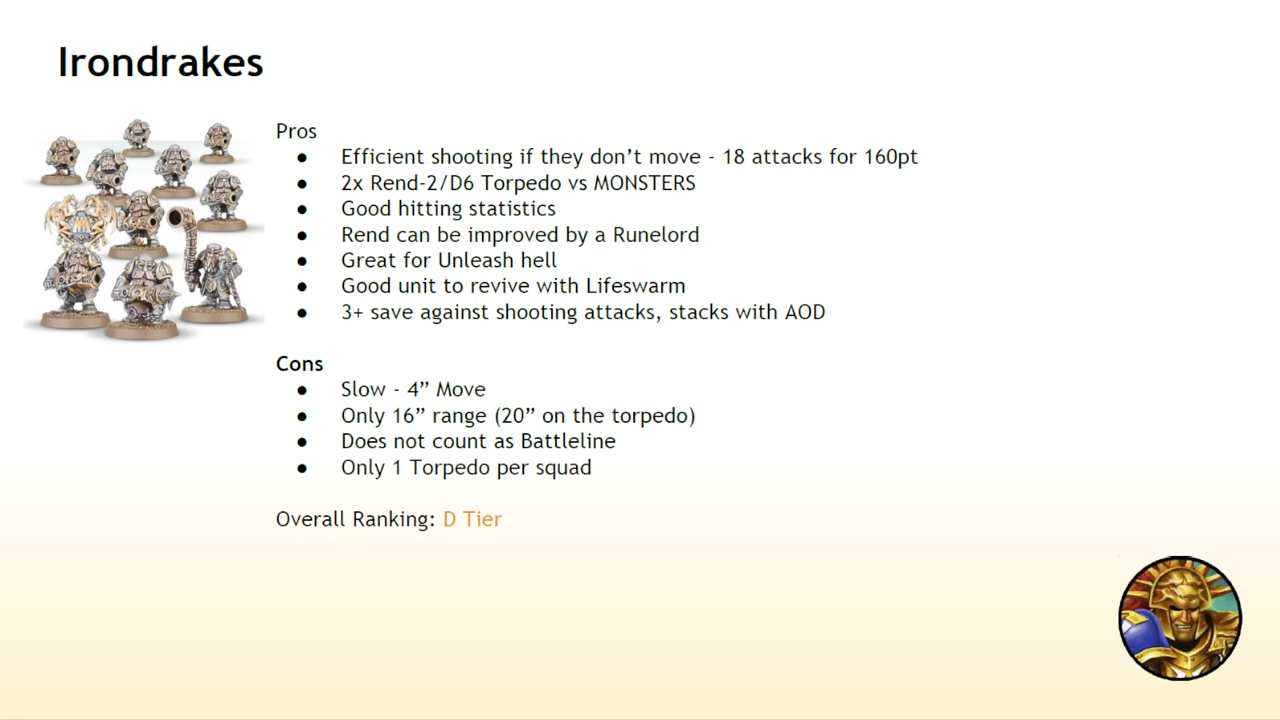 Irondrakes
Pros
● Efficient shooting if they don’t move - 18 attacks for 160pt
● 2x Rend-2/D6 Torpedo vs MONSTERS
● Good hitting statistics
● Rend can be improved by a Runelord
● Great for Unleash hell
● Good unit to revive with Lifeswarm
● 3+ save against shooting attacks, stacks with AOD
Cons
● Slow - 4” Move
● Only 16” range (20” on the torpedo)
● Does not count as Battleline
● Only 1 Torpedo per squad
Overall Ranking: D Tier